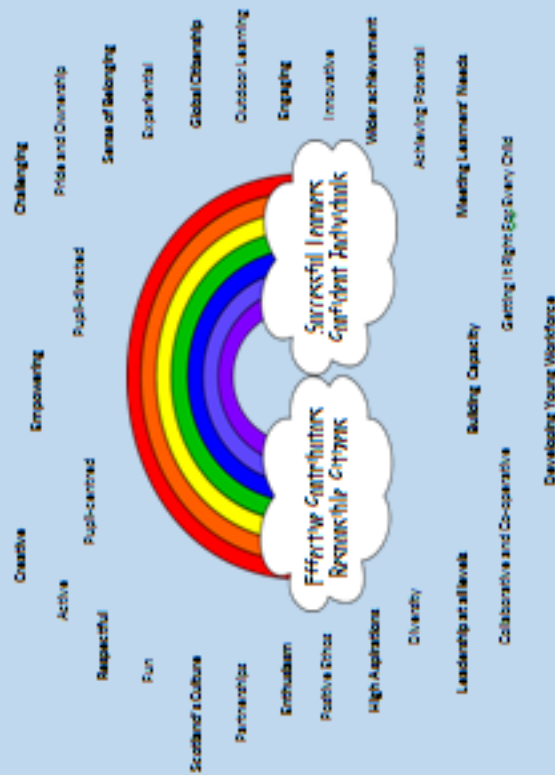 Creative
Empowering
Challenging
Active
Pupil-centred
Pupil-directed
Pride and Ownership
Respectful
Sense of Belonging
Fun
Experiential
Scotland's Culture
Global Citizenship
Partnerships
Outdoor Learning
Enthusiasm
Engaging
Positive Ethos
Innovative
Effective Contributors
Responsible Citizens
Successful Learners
Confident Individuals
High Aspirations
Wider achievement
Diversity
Achieving Potential
Leadership at all levels
Building Capacity
Meeting Learners' Needs
Collaborative and Co-operative
Getting It Right For Every Child
Developing Young Workforce